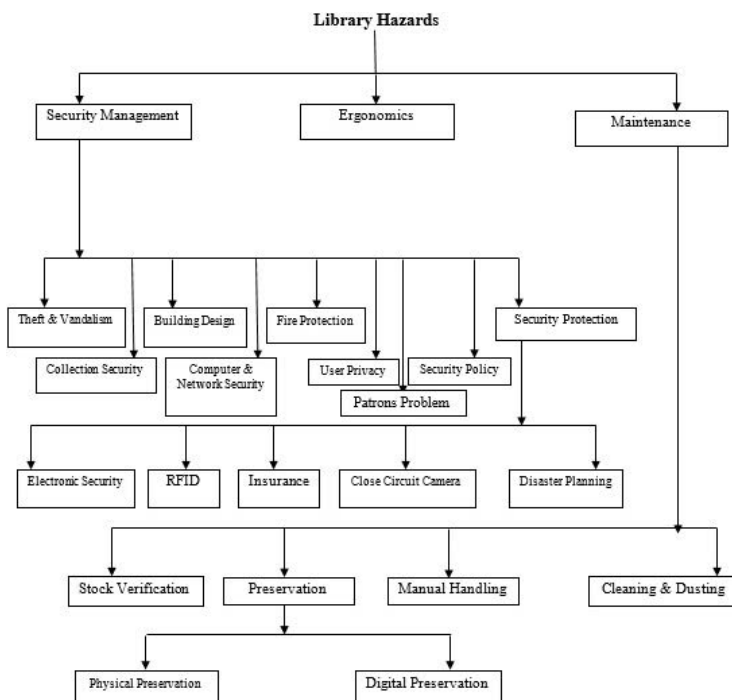 Library Hazards
Security Management
Ergonomics
Maintenance
Theft & Vandalism
Building Design
Fire Protection
Security Protection
Collection Security
Computer &
Network Security
User Privacy
Security Policy
Patrons Problem
Electronic Security
RFID
Insurance
Close Circuit Camera
Disaster Planning
Stock Verification
Preservation
Manual Handling
Cleaning & Dusting
Physical Preservation
Digital Preservation